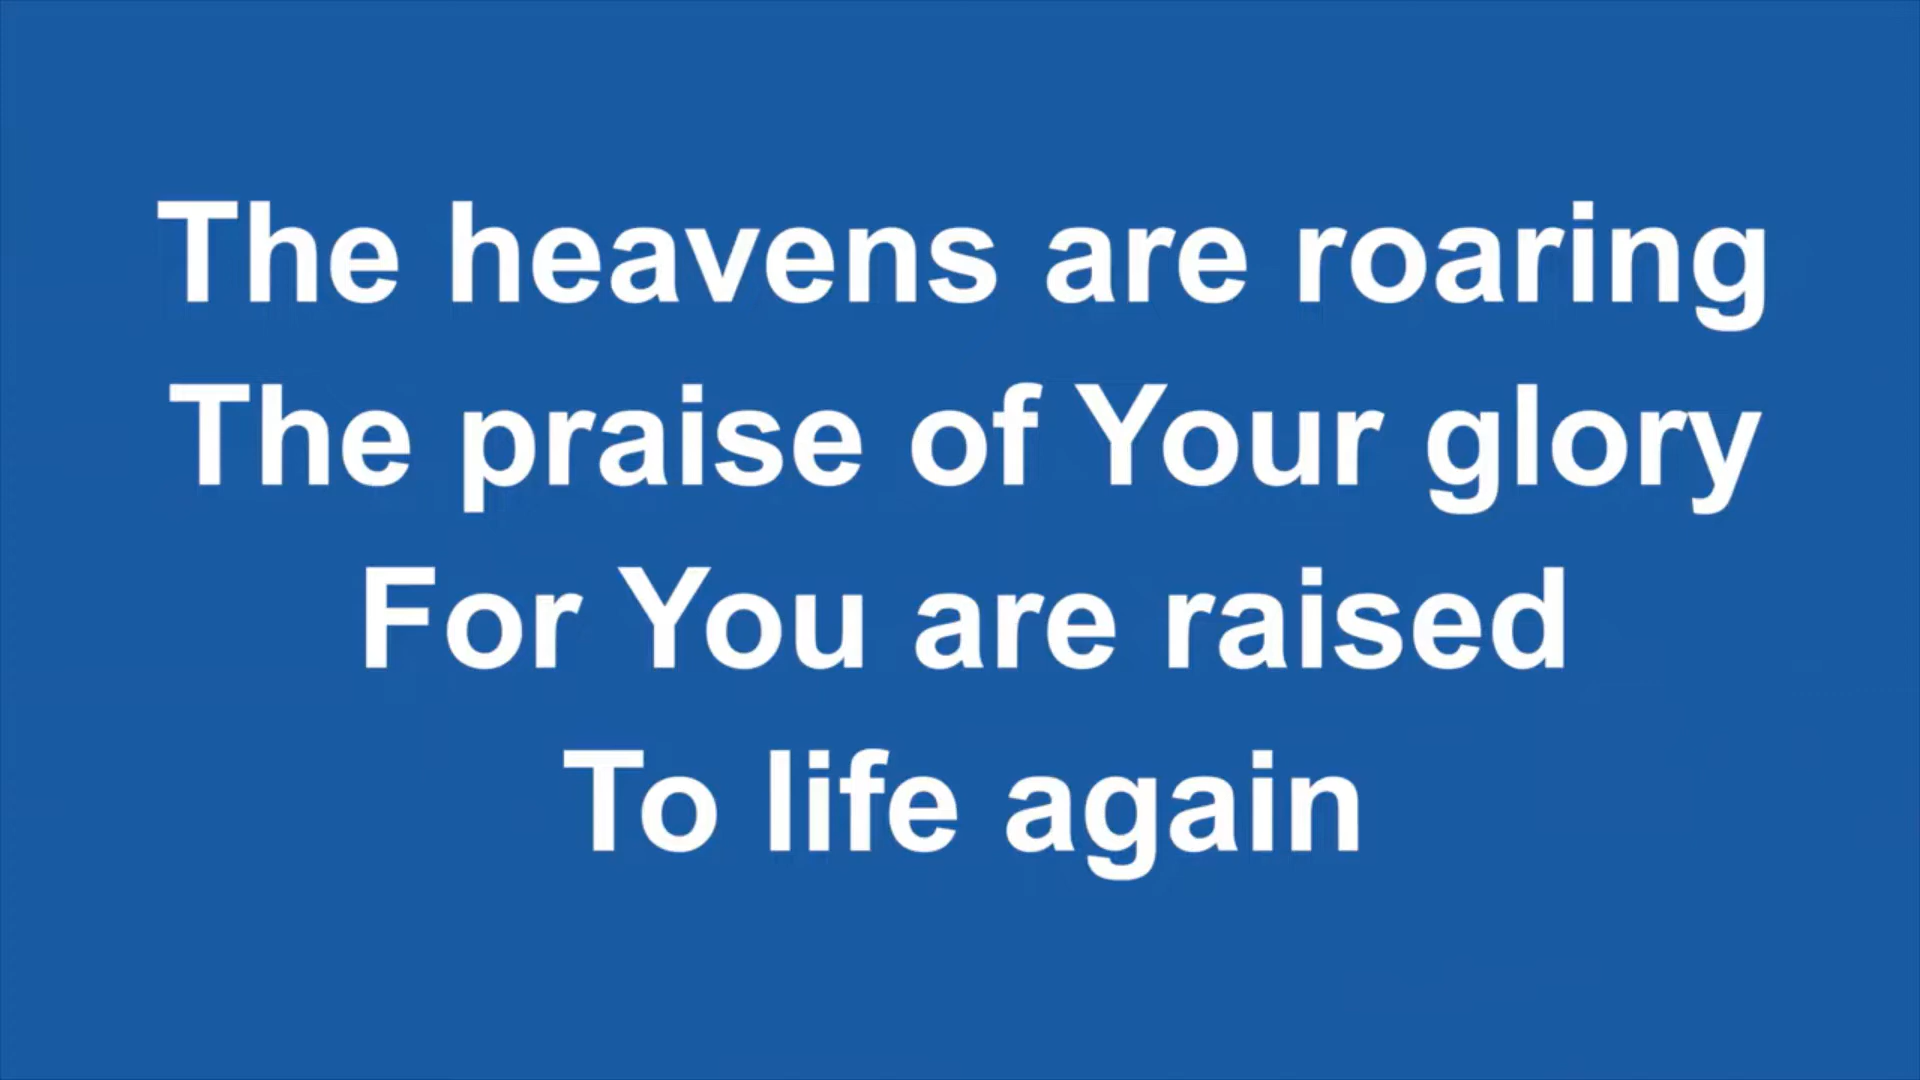 The heavens are roaring
The praise of Your glory
For You are raised
To life again